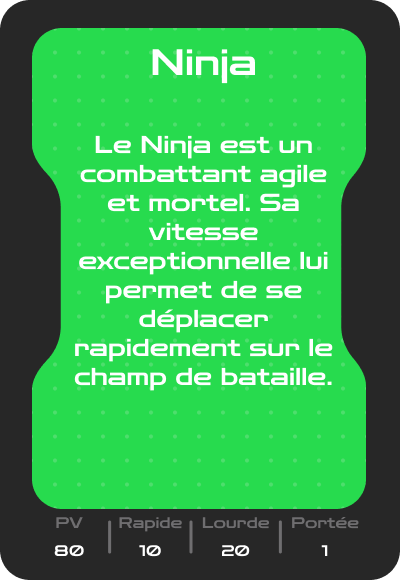 Ninja
Le Ninja est un
combattant agile
et mortel. Sa
vitesse
exceptionnelle lui
permet de se
déplacer
rapidement sur le
champ de bataille.
PV Rapide Lourde Portée
80 10 20 1